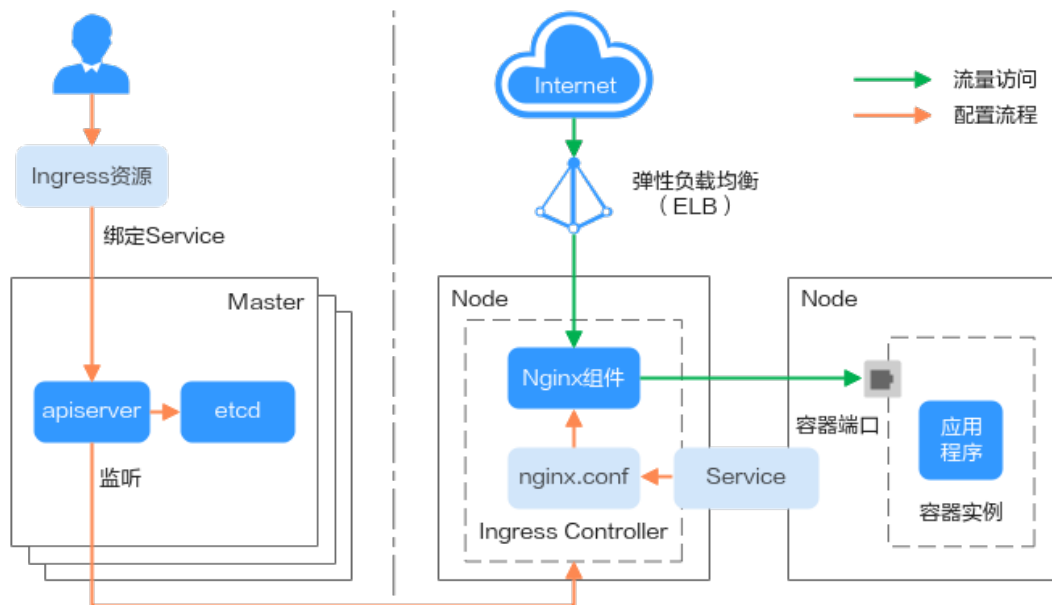 Internet
流量访问
配置流程
Ingress资源
弹性负载均衡
（ELB）
绑定Service
Master
Node
Node
Nginx组件
apiserver
etcd
容器端口
应用
程序
监听
nginx.conf
Service
容器实例
Ingress Controller